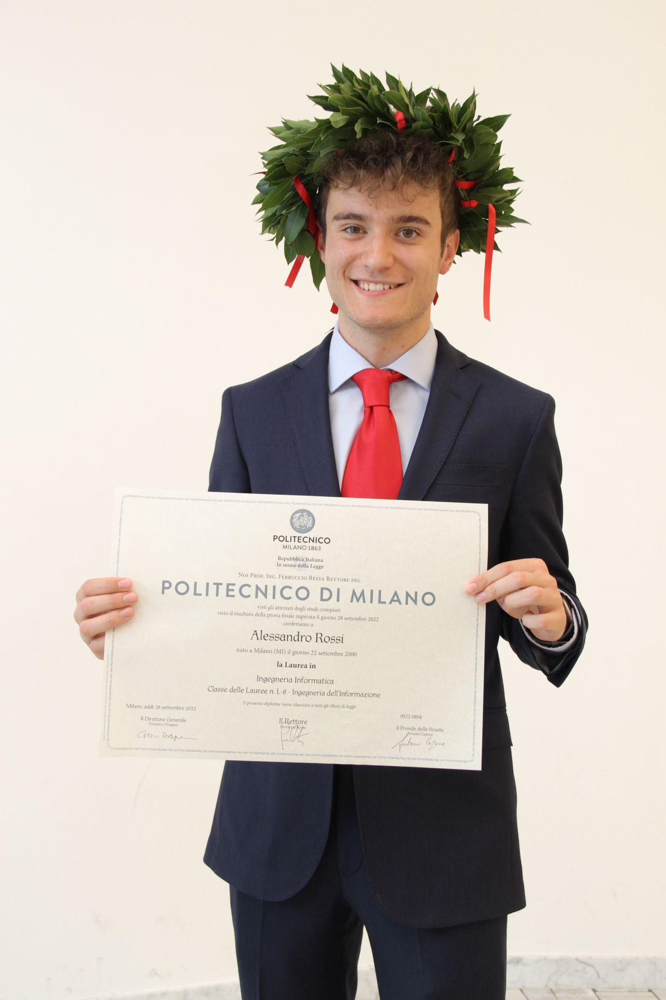 POLITECNICO MILANO 1863 POLITECNICO MILANO 1863 POLITECNICO MILANO 1863
POLITECNICO
MILANO 1863
Repubblica Italiana
In nome della Legge
Noi Prof. Ing. Ferruccio Resta Rettore del
POLITECNICO DI MILANO
visti gli attestati degli studi compiuti
visto il risultato della prova finale superata il giorno 28 settembre 2022
conferiamo a
Alessandro Rossi
nato a Milano (MI) il giorno 22 settembre 2000
la Laurea in
Ingegneria Informatica
Classe delle Lauree n. L-8 - Ingegneria dell'Informazione
Il presente diploma viene rilasciato a tutti gli effetti di legge.
Milano, addì 28 settembre 2022
0922-0894
Il Direttore Generale
Graziano Dragoni
Il Rettore
Ferruccio Resta
Il Preside della Scuola
Antonio Capone